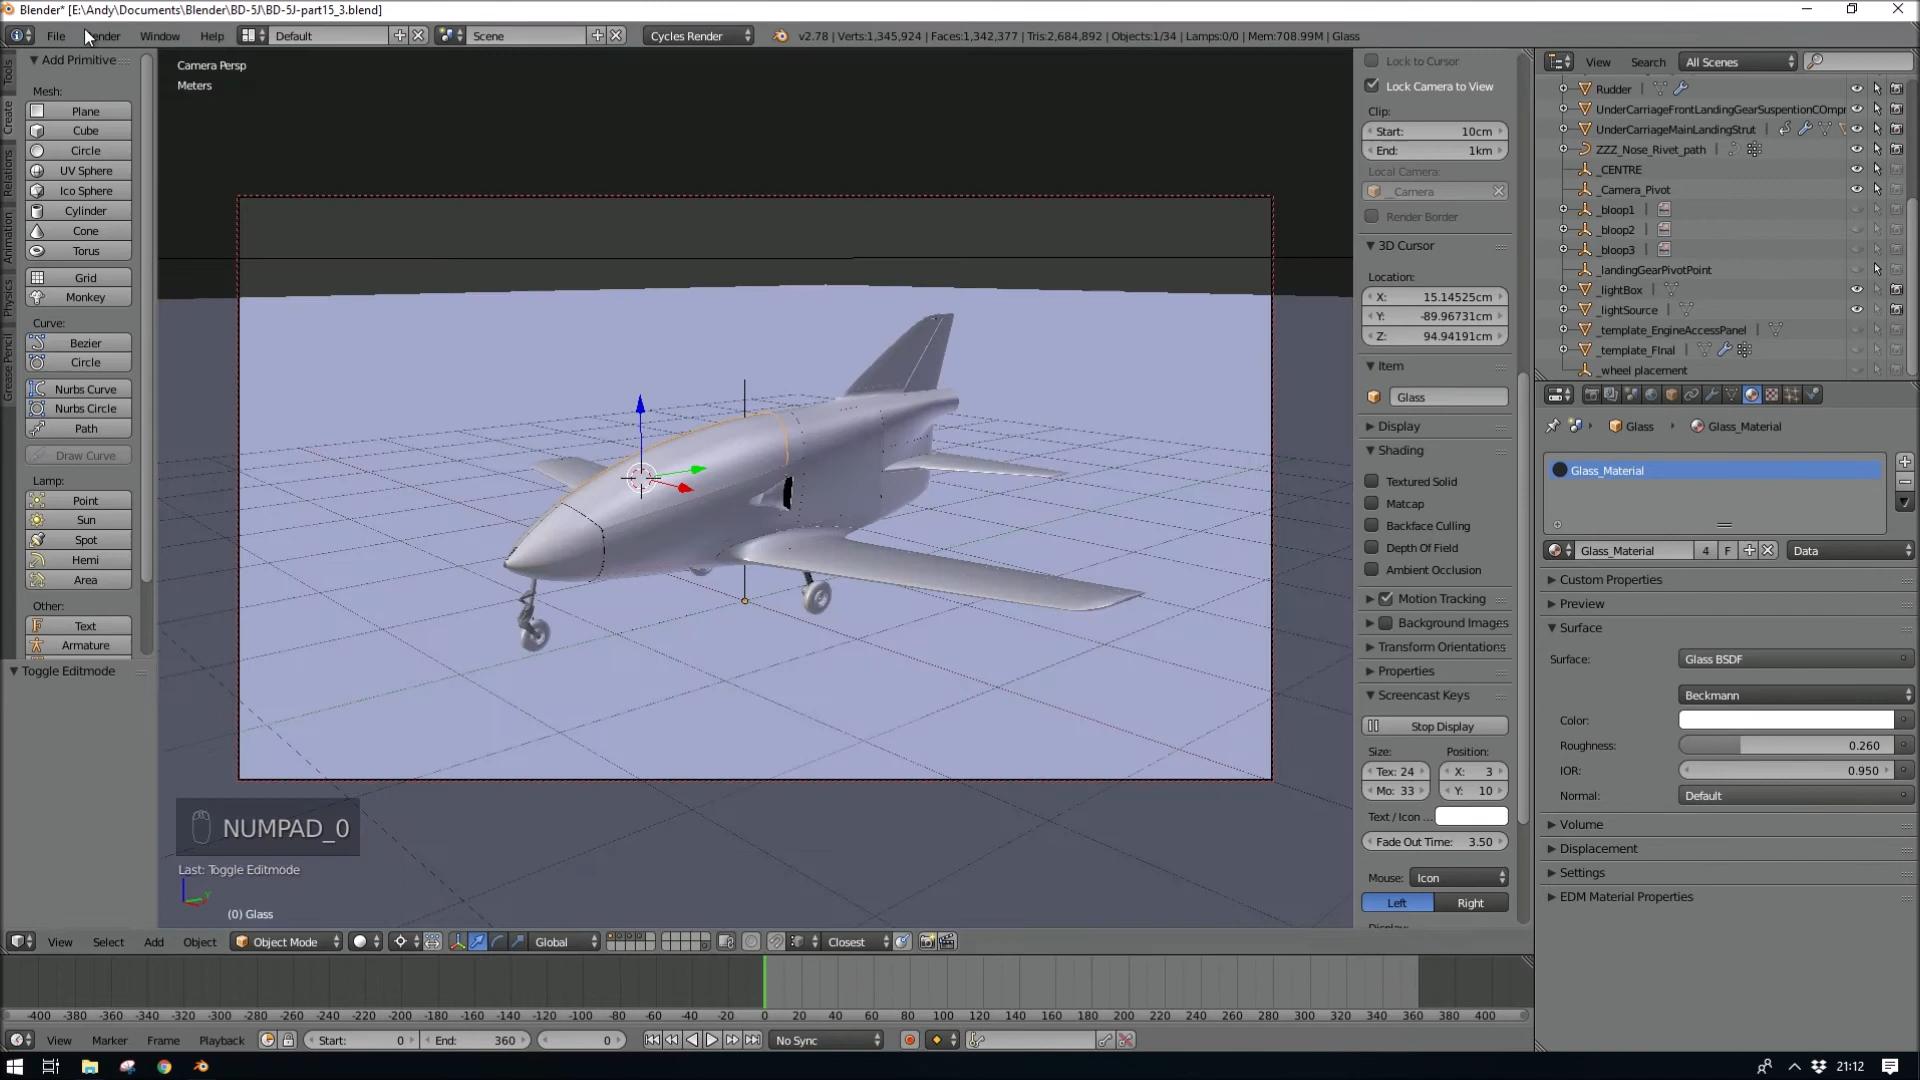 Blender* [E:\Andy\Documents\Blender\BD-5J\BD-5J-part15_3.blend]
File Render Window Help Default Scene Cycles Render v2.78 | Verts:1,345,924 | Faces:1,342,377 | Tris:2,684,892 | Objects:1/34 | Lamps:0/0 | Mem:708.99M | Glass
Tools
Create
Relations
Animation
Physics
Grease Pencil
Add Primitive
Mesh:
Plane
Cube
Circle
UV Sphere
Ico Sphere
Cylinder
Cone
Torus
Grid
Monkey
Curve:
Bezier
Circle
Nurbs Curve
Nurbs Circle
Path
Draw Curve
Lamp:
Point
Sun
Spot
Hemi
Area
Other:
Text
Armature
Toggle Editmode
Camera Persp
Meters
NUMPAD_0
Last: Toggle Editmode
(0) Glass
Lock to Cursor
Lock Camera to View
Clip:
Start: 10cm
End: 1km
Local Camera:
__Camera
Render Border
3D Cursor
Location:
X: 15.14525cm
Y: -89.96731cm
Z: 94.94191cm
Item
Glass
Display
Shading
Textured Solid
Matcap
Backface Culling
Depth Of Field
Ambient Occlusion
Motion Tracking
Background Images
Transform Orientations
Properties
Screencast Keys
Stop Display
Size: Position:
Tex: 24 X: 3
Mo: 33 Y: 10
Text / Icon ...
Fade Out Time: 3.50
Mouse: Icon
Left Right
View Search All Scenes
Rudder
UnderCarriageFrontLandingGearSuspentionCOmpr
UnderCarriageMainLandingStrut
ZZZ_Nose_Rivet_path
_CENTRE
_Camera_Pivot
_bloop1
_bloop2
_bloop3
_landingGearPivotPoint
_lightBox
_lightSource
_template_EngineAccessPanel
_template_FInal
_wheel placement
Glass Glass_Material
Glass_Material
Glass_Material 4 F Data
Custom Properties
Preview
Surface
Surface: Glass BSDF
Beckmann
Color:
Roughness: 0.260
IOR: 0.950
Normal: Default
Volume
Displacement
Settings
EDM Material Properties
View Select Add Object Object Mode Global Closest
-400 -380 -360 -340 -320 -300 -280 -260 -240 -220 -200 -180 -160 -140 -120 -100 -80 -60 -40 -20 0 20 40 60 80 100 120 140 160 180 200 220 240 260 280 300 320 340 360 380 400
View Marker Frame Playback Start: 0 End: 360 0 No Sync
21:12